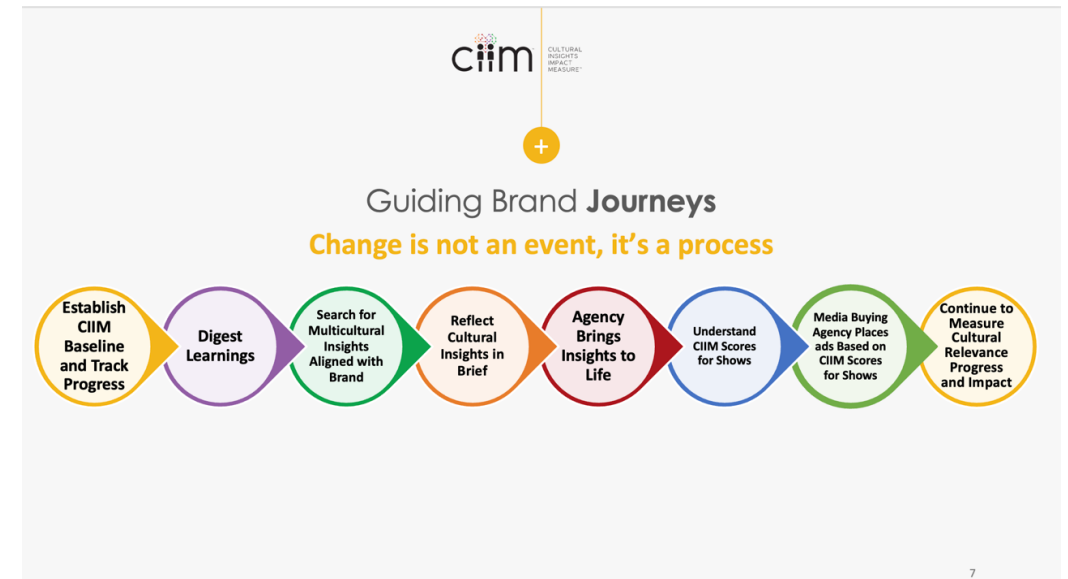 ciim
CULTURAL
INSIGHTS
IMPACT
MEASURE™
+
Guiding Brand Journeys
Change is not an event, it’s a process
Establish
CIIM
Baseline
and Track
Progress
Digest
Learnings
Search for
Multicultural
Insights
Aligned with
Brand
Reflect
Cultural
Insights in
Brief
Agency
Brings
Insights to
Life
Understand
CIIM Scores
for Shows
Media Buying
Agency Places
ads Based on
CIIM Scores
for Shows
Continue to
Measure
Cultural
Relevance
Progress
and Impact
7